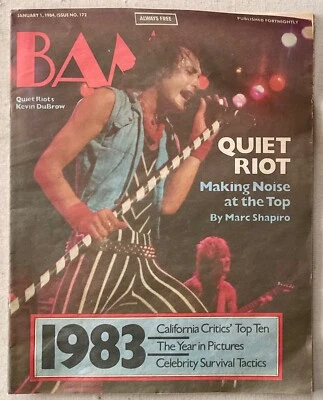 JANUARY 1, 1984, ISSUE NO. 172
ALWAYS FREE
PUBLISHED FORTNIGHTLY
BAM
Quiet Riot's
Kevin DuBrow
QUIET
RIOT
Making Noise
at the Top
By Marc Shapiro
1983
California Critics' Top Ten
The Year in Pictures
Celebrity Survival Tactics